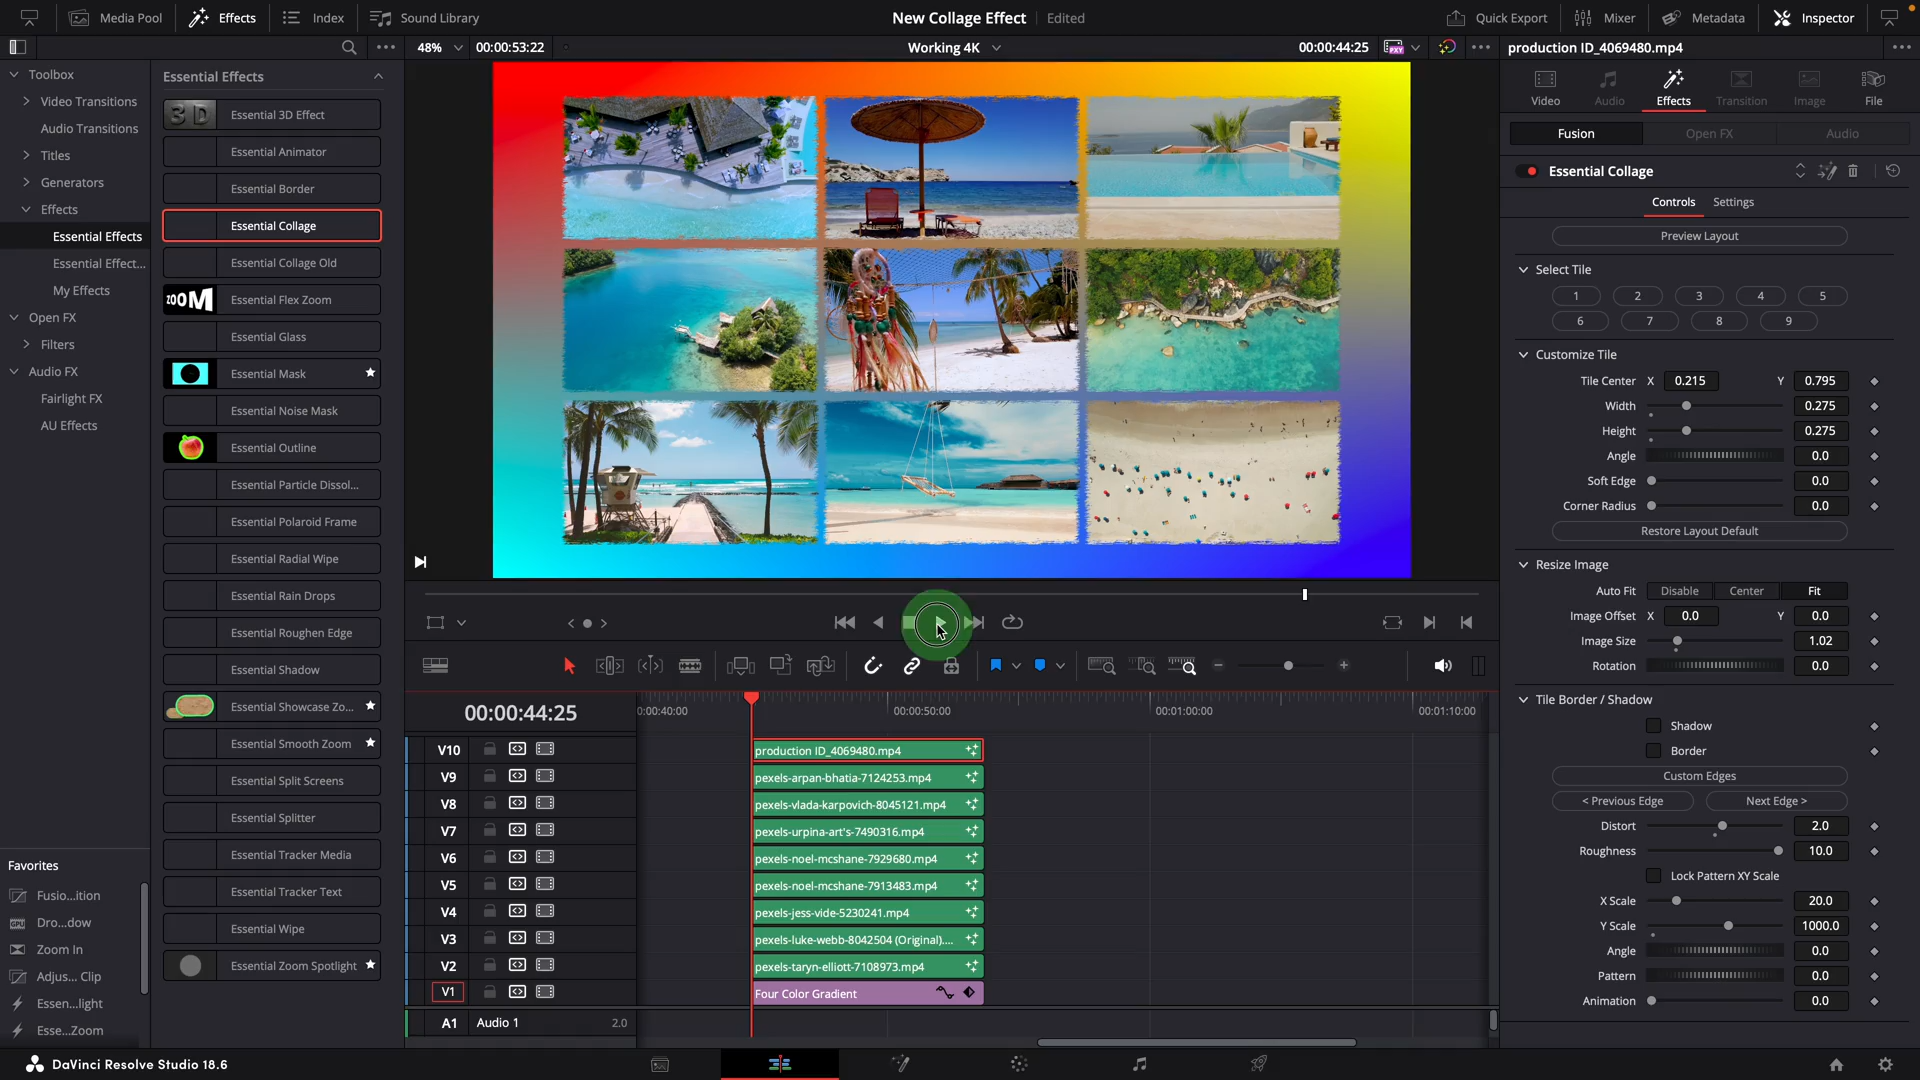 Media Pool
Effects
Index
Sound Library
New Collage Effect
Edited
Quick Export
Mixer
Metadata
Inspector
48%
00:00:53:22
Working 4K
00:00:44:25
PXY
production ID_4069480.mp4
Toolbox
Video Transitions
Audio Transitions
Titles
Generators
Effects
Essential Effects
Essential Effect...
My Effects
Open FX
Filters
Audio FX
Fairlight FX
AU Effects
Favorites
Fusio...ition
Dro...dow
Zoom In
Adjus... Clip
Essen...light
Esse...Zoom
Essential Effects
3D
Essential 3D Effect
Essential Animator
Essential Border
Essential Collage
Essential Collage Old
ZOOM
Essential Flex Zoom
Essential Glass
Essential Mask
Essential Noise Mask
Essential Outline
Essential Particle Dissol...
Essential Polaroid Frame
Essential Radial Wipe
Essential Rain Drops
Essential Roughen Edge
Essential Shadow
Essential Showcase Zo...
Essential Smooth Zoom
Essential Split Screens
Essential Splitter
Essential Tracker Media
Essential Tracker Text
Essential Wipe
Essential Zoom Spotlight
00:00:44:25
0:00:40:00
00:00:50:00
00:01:00:00
00:01:10:00
V10
production ID_4069480.mp4
V9
pexels-arpan-bhatia-7124253.mp4
V8
pexels-vlada-karpovich-8045121.mp4
V7
pexels-urpina-art's-7490316.mp4
V6
pexels-noel-mcshane-7929680.mp4
V5
pexels-noel-mcshane-7913483.mp4
V4
pexels-jess-vide-5230241.mp4
V3
pexels-luke-webb-8042504 (Original)....
V2
pexels-taryn-elliott-7108973.mp4
V1
Four Color Gradient
A1
Audio 1
2.0
Video
Audio
Effects
Transition
Image
File
Fusion
Open FX
Audio
Essential Collage
Controls
Settings
Preview Layout
Select Tile
1
2
3
4
5
6
7
8
9
Customize Tile
Tile Center X 0.215 Y 0.795
Width 0.275
Height 0.275
Angle 0.0
Soft Edge 0.0
Corner Radius 0.0
Restore Layout Default
Resize Image
Auto Fit Disable Center Fit
Image Offset X 0.0 Y 0.0
Image Size 1.02
Rotation 0.0
Tile Border / Shadow
Shadow
Border
Custom Edges
< Previous Edge
Next Edge >
Distort 2.0
Roughness 10.0
Lock Pattern XY Scale
X Scale 20.0
Y Scale 1000.0
Angle 0.0
Pattern 0.0
Animation 0.0
DaVinci Resolve Studio 18.6